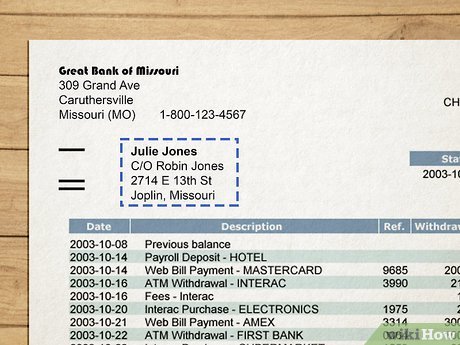 Great Bank of Missouri
309 Grand Ave
Caruthersville
Missouri (MO) 1-800-123-4567
CH
Julie Jones
C/O Robin Jones
2714 E 13th St
Joplin, Missouri
Sta
2003-10
Date Description Ref. Withdraw
2003-10-08 Previous balance
2003-10-14 Payroll Deposit - HOTEL
2003-10-14 Web Bill Payment - MASTERCARD 9685 200
2003-10-16 ATM Withdrawal - INTERAC 3990 21
2003-10-16 Fees - Interac 1
2003-10-20 Interac Purchase - ELECTRONICS 1975 2
2003-10-21 Web Bill Payment - AMEX 3314 300
2003-10-22 ATM Withdrawal - FIRST BANK
wikiHow